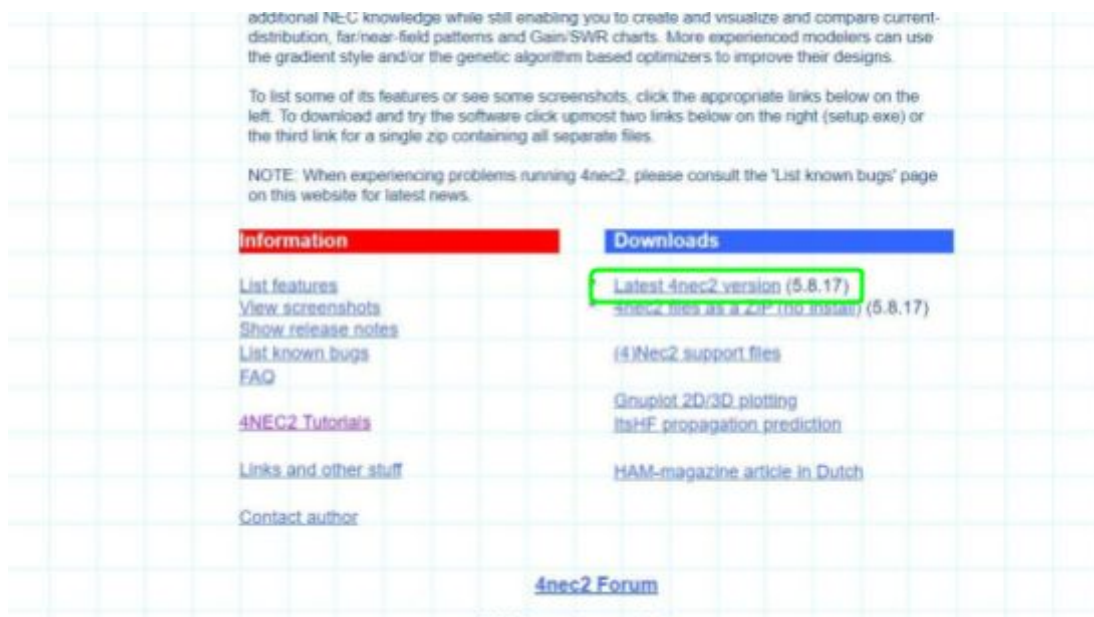 additional NEC knowledge while still enabling you to create and visualize and compare current-
distribution, far/near-field patterns and Gain/SWR charts. More experienced modelers can use
the gradient style and/or the genetic algorithm based optimizers to improve their designs.
To list some of its features or see some screenshots, click the appropriate links below on the
left. To download and try the software click upmost two links below on the right (setup.exe) or
the third link for a single zip containing all separate files.
NOTE: When experiencing problems running 4nec2, please consult the 'List known bugs' page
on this website for latest news.
Information
List features
View screenshots
Show release notes
List known bugs
FAQ
4NEC2 Tutorials
Links and other stuff
Contact author
Downloads
Latest 4nec2 version (5.8.17)
4nec2 files as a ZIP (no install) (5.8.17)
(4)Nec2 support files
Gnuplot 2D/3D plotting
ItsHF propagation prediction
HAM-magazine article in Dutch
4nec2 Forum